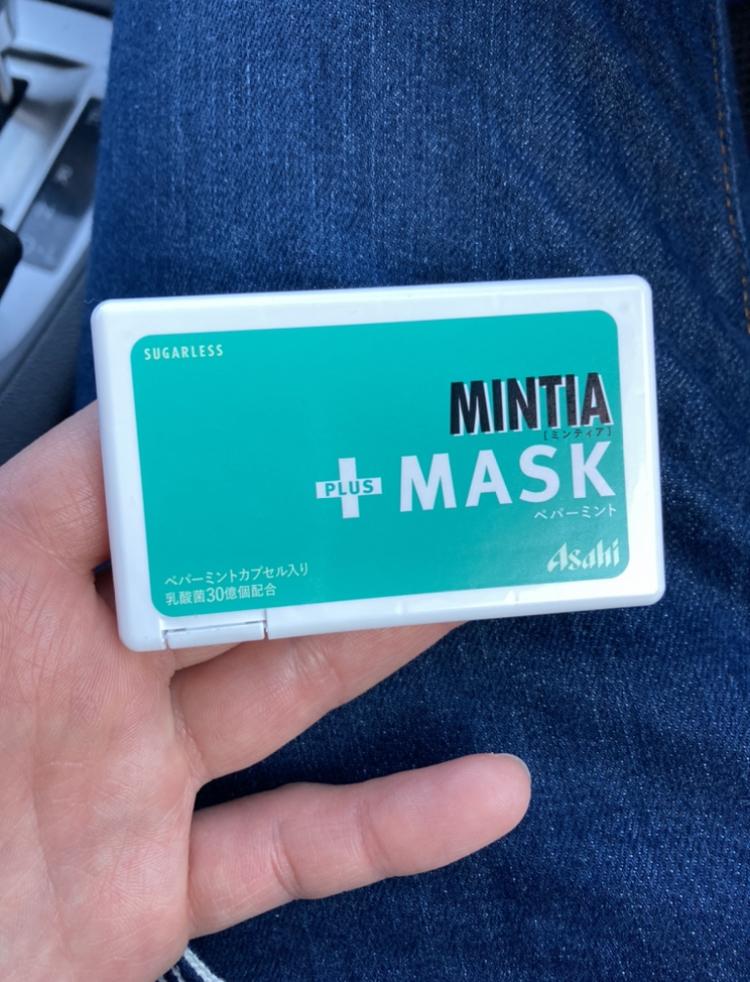 SUGARLESS
MINTIA
[ミンティア]
PLUS MASK
ペパーミント
Asahi
ペパーミントカプセル入り
乳酸菌30億個配合
R
N